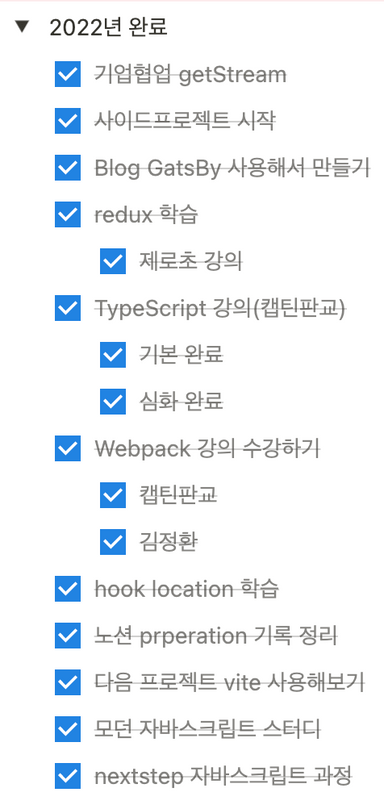 2022년 완료
기업협업 getStream
사이드프로젝트 시작
Blog GatsBy 사용해서 만들기
redux 학습
제로초 강의
TypeScript 강의(캡틴판교)
기본 완료
심화 완료
Webpack 강의 수강하기
캡틴판교
김정환
hook location 학습
노션 prperation 기록 정리
다음 프로젝트 vite 사용해보기
모던 자바스크립트 스터디
nextstep 자바스크립트 과정